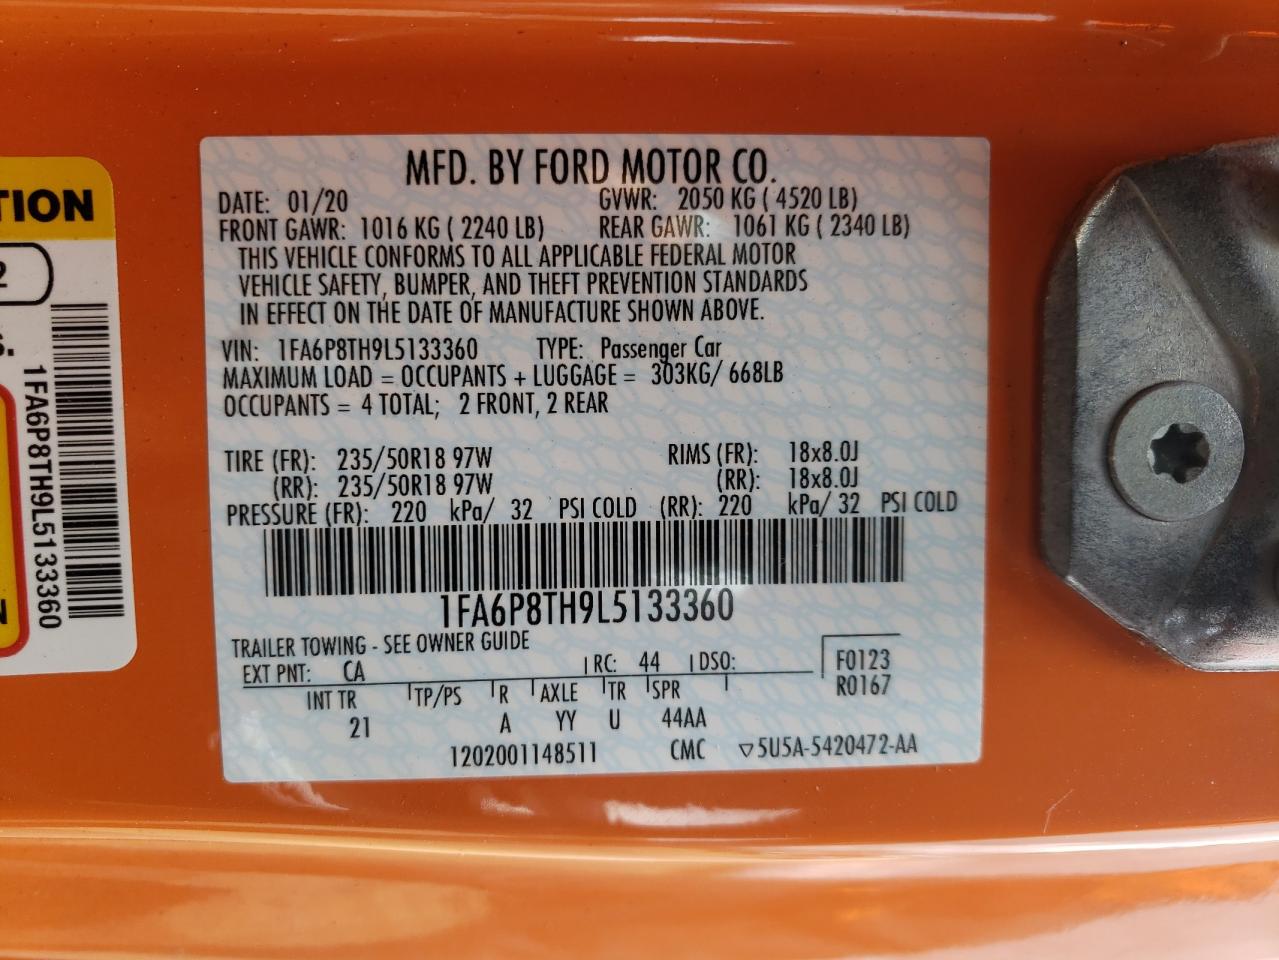 MFD. BY FORD MOTOR CO.
DATE: 01/20 GVWR: 2050 KG ( 4520 LB)
FRONT GAWR: 1016 KG ( 2240 LB) REAR GAWR: 1061 KG ( 2340 LB)
THIS VEHICLE CONFORMS TO ALL APPLICABLE FEDERAL MOTOR
VEHICLE SAFETY, BUMPER, AND THEFT PREVENTION STANDARDS
IN EFFECT ON THE DATE OF MANUFACTURE SHOWN ABOVE.
VIN: 1FA6P8TH9L5133360 TYPE: Passenger Car
MAXIMUM LOAD = OCCUPANTS + LUGGAGE = 303KG/ 668LB
OCCUPANTS = 4 TOTAL; 2 FRONT, 2 REAR
TIRE (FR): 235/50R18 97W RIMS (FR): 18x8.0J
(RR): 235/50R18 97W (RR): 18x8.0J
PRESSURE (FR): 220 kPa/ 32 PSI COLD (RR): 220 kPa/ 32 PSI COLD
1FA6P8TH9L5133360
TRAILER TOWING - SEE OWNER GUIDE
EXT PNT: CA RC: 44 DSO: F0123
R0167
INT TR TP/PS R AXLE TR SPR
21 A YY U 44AA
1202001148511 CMC ▽5U5A-5420472-AA
TION
2
s.
1FA6P8TH9L5133360
N